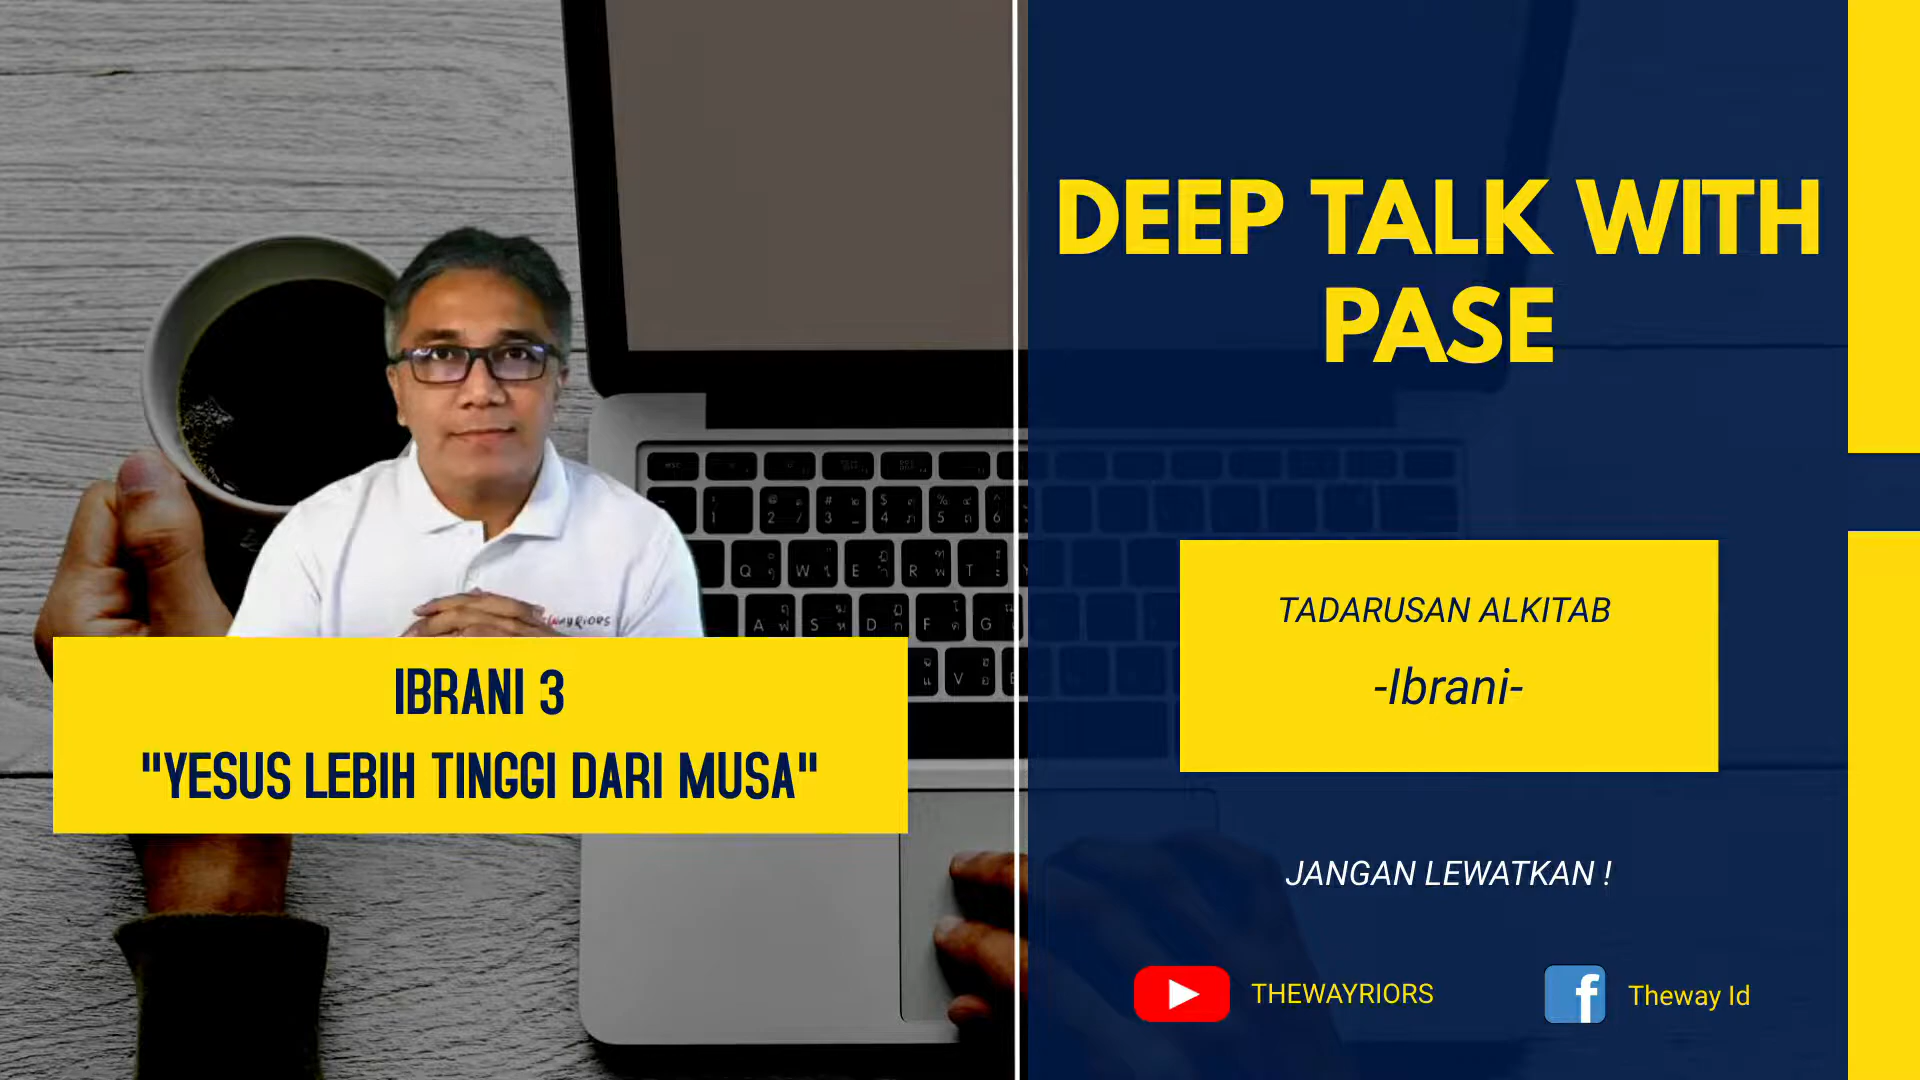 DEEP TALK WITH
PASE
IBRANI 3
"YESUS LEBIH TINGGI DARI MUSA"
TADARUSAN ALKITAB
-Ibrani-
JANGAN LEWATKAN !
THEWAYRIORS
Theway Id